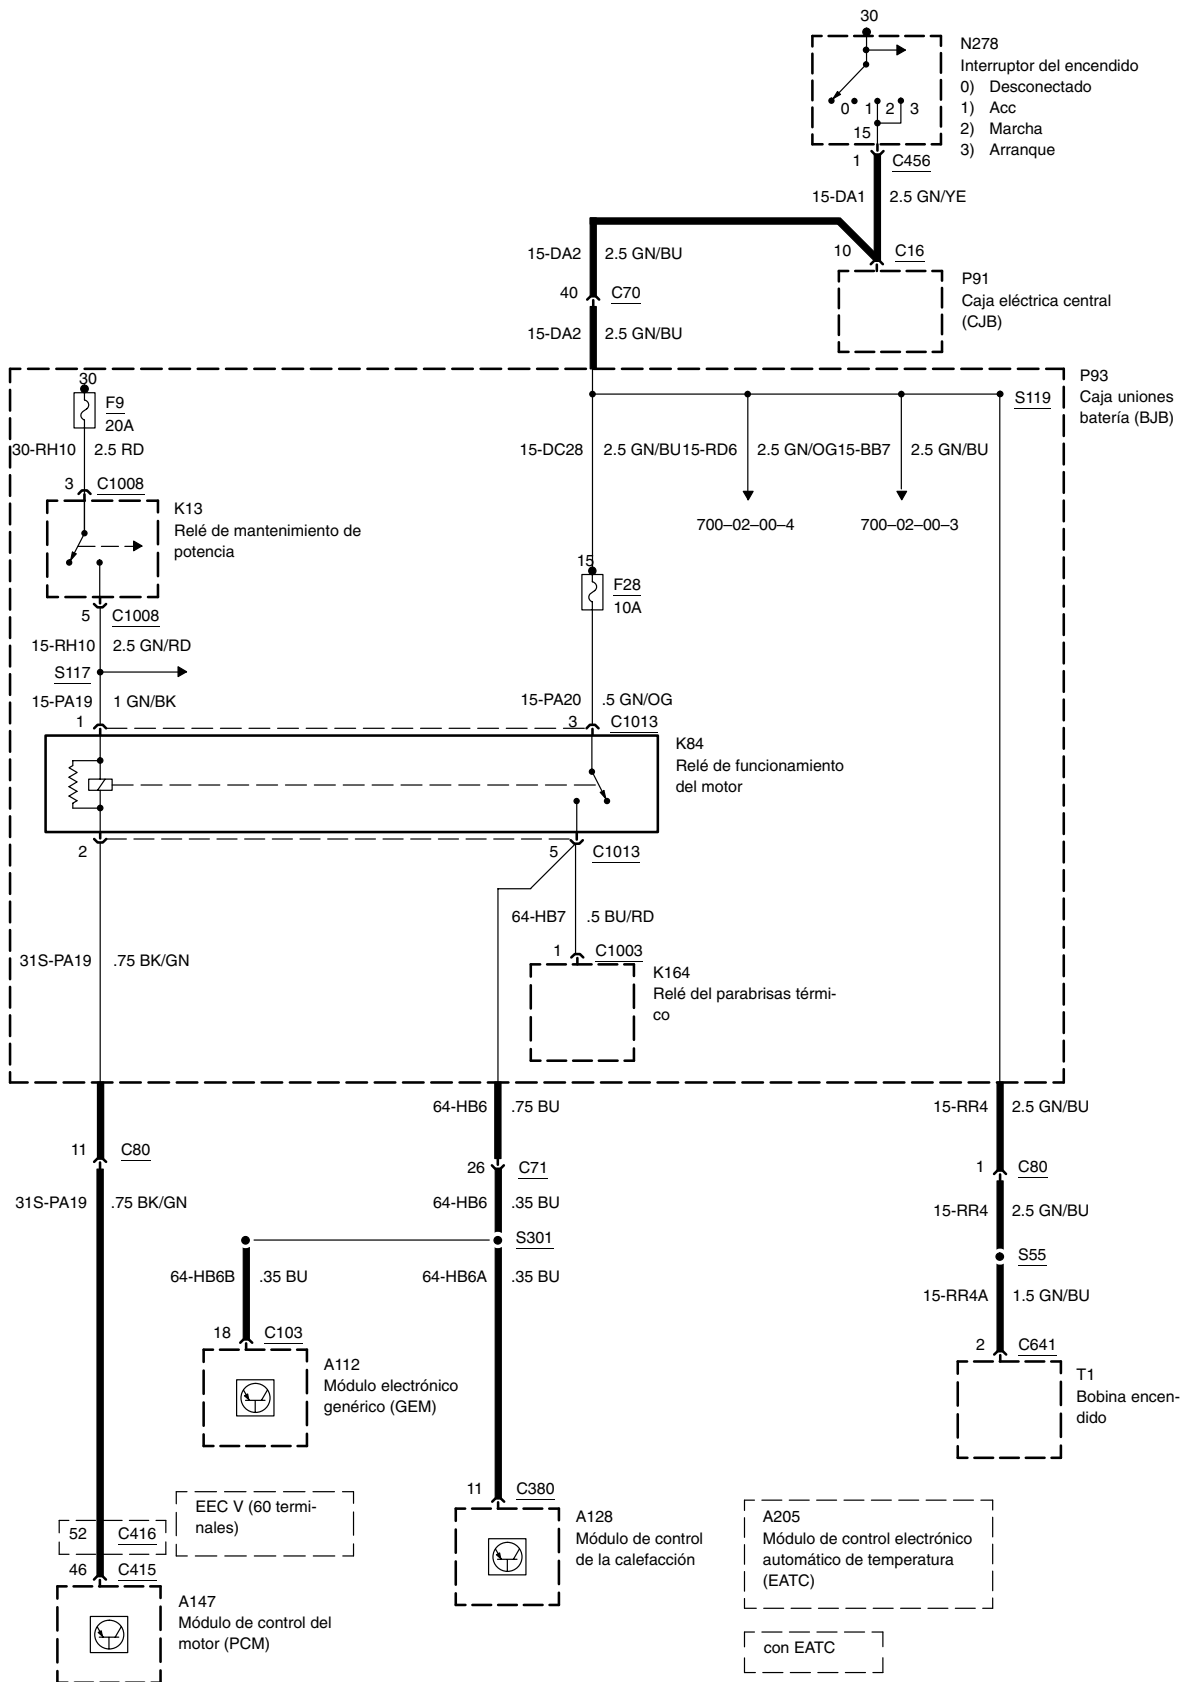 30
N278
Interruptor del encendido
0) Desconectado
1) Acc
2) Marcha
3) Arranque
0 1 2 3
15
1 C456
15-DA1 2.5 GN/YE
15-DA2 2.5 GN/BU
10 C16
P91
Caja eléctrica central
(CJB)
40 C70
15-DA2 2.5 GN/BU
P93
Caja uniones
batería (BJB)
30
F9
20A
S119
30-RH10 2.5 RD
15-DC28 2.5 GN/BU 15-RD6 2.5 GN/OG 15-BB7 2.5 GN/BU
3 C1008
K13
Relé de mantenimiento de
potencia
700–02–00–4 700–02–00–3
15
F28
10A
5 C1008
15-RH10 2.5 GN/RD
S117
15-PA19 1 GN/BK
15-PA20 .5 GN/OG
1 3 C1013
K84
Relé de funcionamiento
del motor
2 5 C1013
64-HB7 .5 BU/RD
31S-PA19 .75 BK/GN
1 C1003
K164
Relé del parabrisas térmi-
co
64-HB6 .75 BU
15-RR4 2.5 GN/BU
11 C80
26 C71
1 C80
31S-PA19 .75 BK/GN
64-HB6 .35 BU
15-RR4 2.5 GN/BU
S301
S55
64-HB6B .35 BU
64-HB6A .35 BU
15-RR4A 1.5 GN/BU
18 C103
2 C641
A112
Módulo electrónico
genérico (GEM)
T1
Bobina encen-
dido
11 C380
EEC V (60 termi-
nales)
52 C416
46 C415
A128
Módulo de control
de la calefacción
A205
Módulo de control electrónico
automático de temperatura
(EATC)
A147
Módulo de control del
motor (PCM)
con EATC